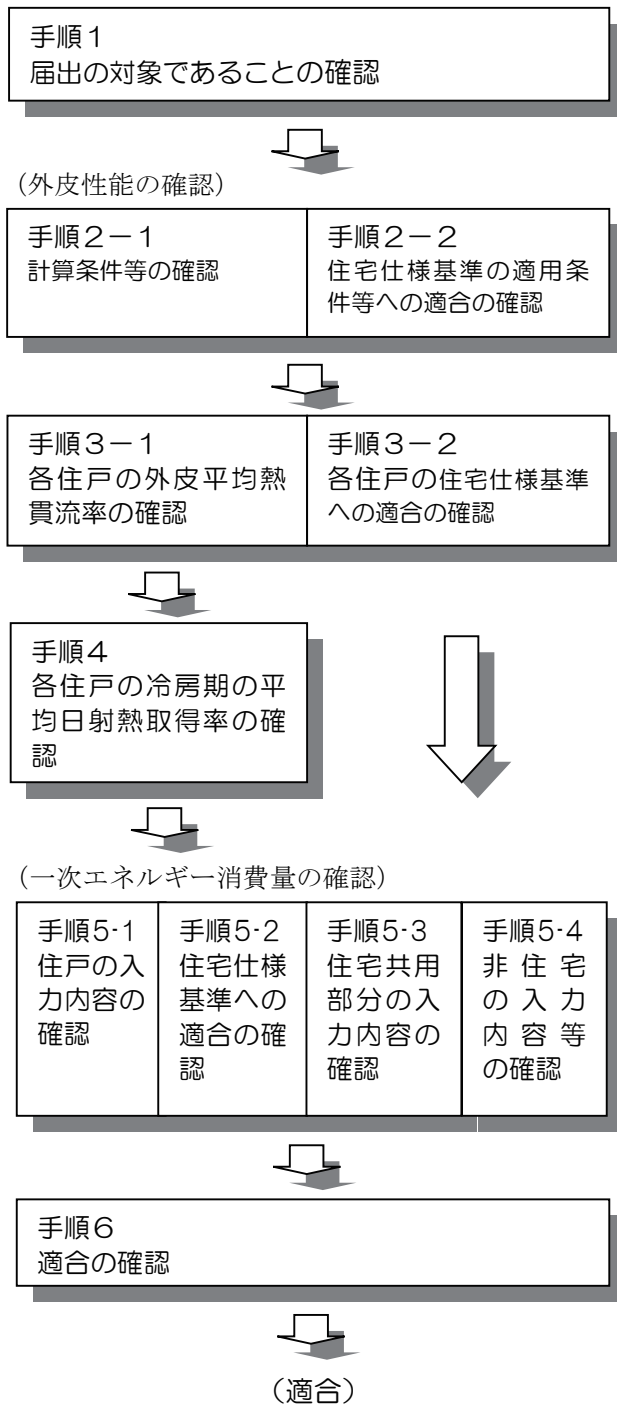 手順1
届出の対象であることの確認
(外皮性能の確認)
手順2-1
計算条件等の確認
手順2-2
住宅仕様基準の適用条
件等への適合の確認
手順3-1
各住戸の外皮平均熱
貫流率の確認
手順3-2
各住戸の住宅仕様基準
への適合の確認
手順4
各住戸の冷房期の平
均日射熱取得率の確
認
(一次エネルギー消費量の確認)
手順5-1
住戸の入
力内容の
確認
手順5-2
住宅仕様
基準への
適合の確
認
手順5-3
住宅共用
部分の入
力内容の
確認
手順5-4
非住宅
の入力
内容等
の確認
手順6
適合の確認
(適合)